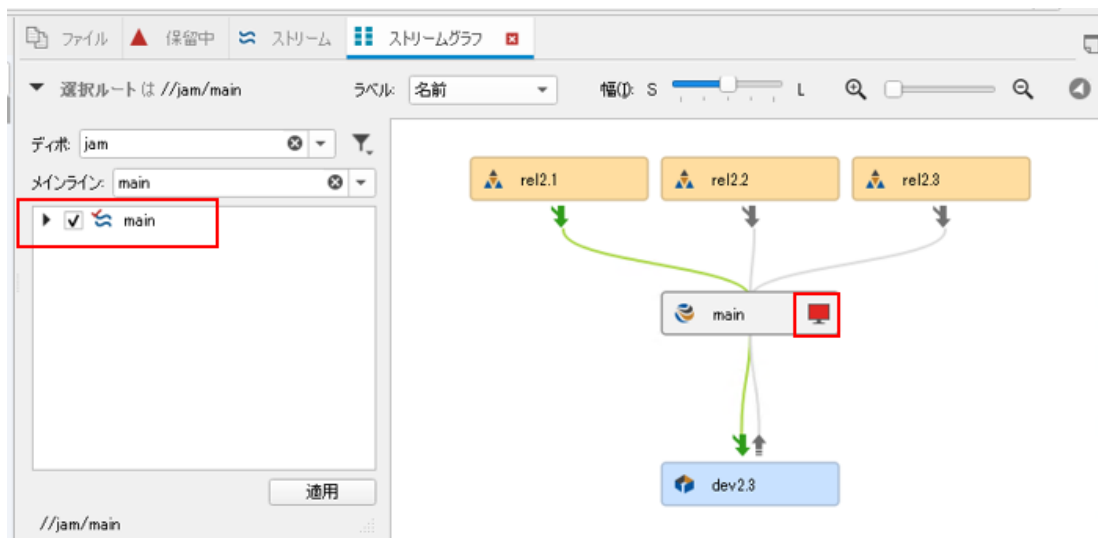 ファイル 保留中 ストリーム ストリームグラフ
選択ルートは //jam/main ラベル: 名前 幅(I): S L
ディポ: jam
メインライン: main
main
適用
//jam/main
rel2.1 rel2.2 rel2.3
main
dev2.3